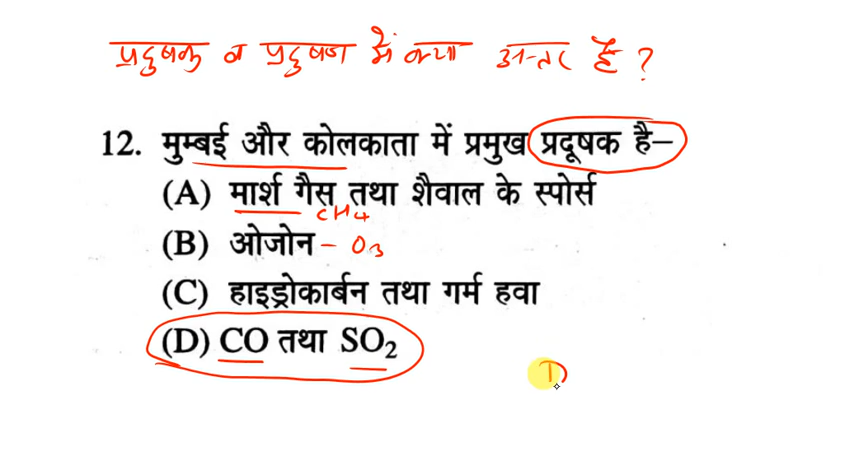 प्रदुषक व प्रदुषण में क्या अन्तर है ?
12. मुम्बई और कोलकाता में प्रमुख प्रदूषक है–
(A) मार्श गैस तथा शैवाल के स्पोर्स
CH4
(B) ओजोन – O3
(C) हाइड्रोकार्बन तथा गर्म हवा
(D) CO तथा SO₂
D